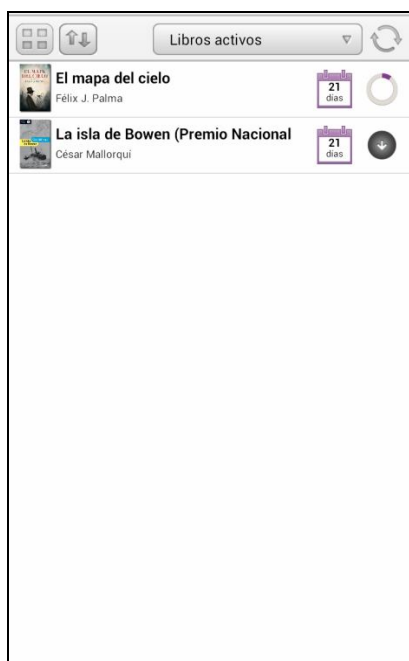 Libros activos
El mapa del cielo
Félix J. Palma
21
días
La isla de Bowen (Premio Nacional
César Mallorquí
21
días